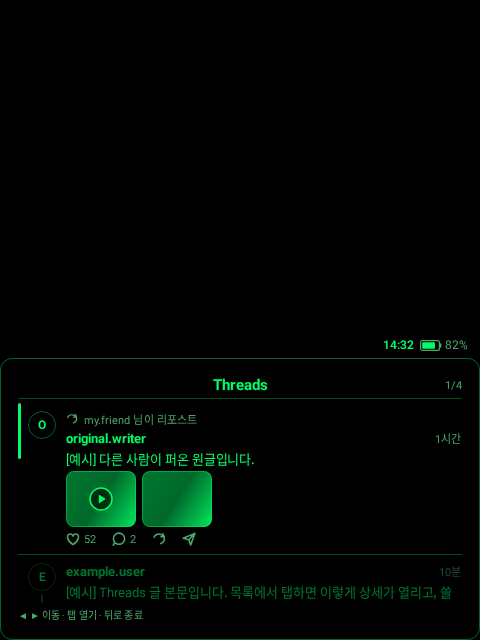 14:32 82%
Threads 1/4
O
my.friend 님이 리포스트
original.writer 1시간
[예시] 다른 사람이 퍼온 원글입니다.
52 2
E
example.user 10분
[예시] Threads 글 본문입니다. 목록에서 탭하면 이렇게 상세가 열리고, 쓸
◀ ▶ 이동 · 탭 열기 · 뒤로 종료